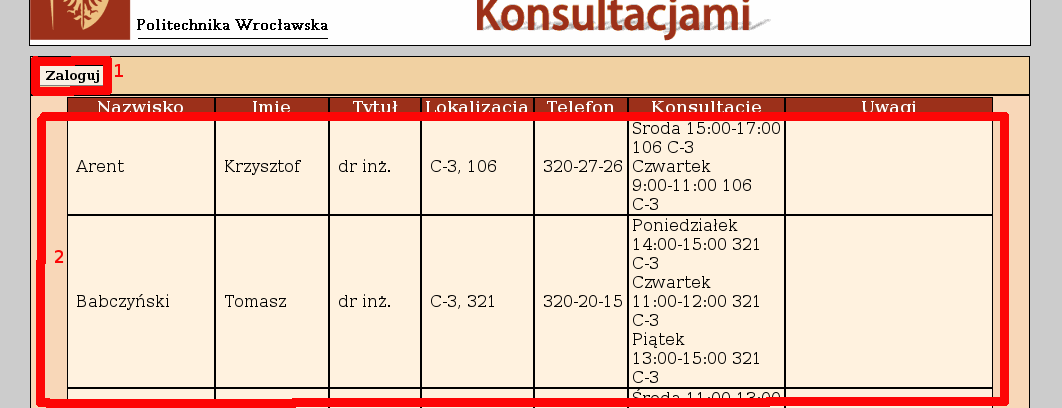 Konsultacjami
Politechnika Wrocławska
Zaloguj 1
Nazwisko Imie Tytuł Lokalizacja Telefon Konsultacje Uwagi
2
Arent Krzysztof dr inż. C-3, 106 320-27-26 Środa 15:00-17:00
106 C-3
Czwartek
9:00-11:00 106
C-3
Babczyński Tomasz dr inż. C-3, 321 320-20-15 Poniedziałek
14:00-15:00 321
C-3
Czwartek
11:00-12:00 321
C-3
Piątek
13:00-15:00 321
C-3
Środa 11:00-13:00